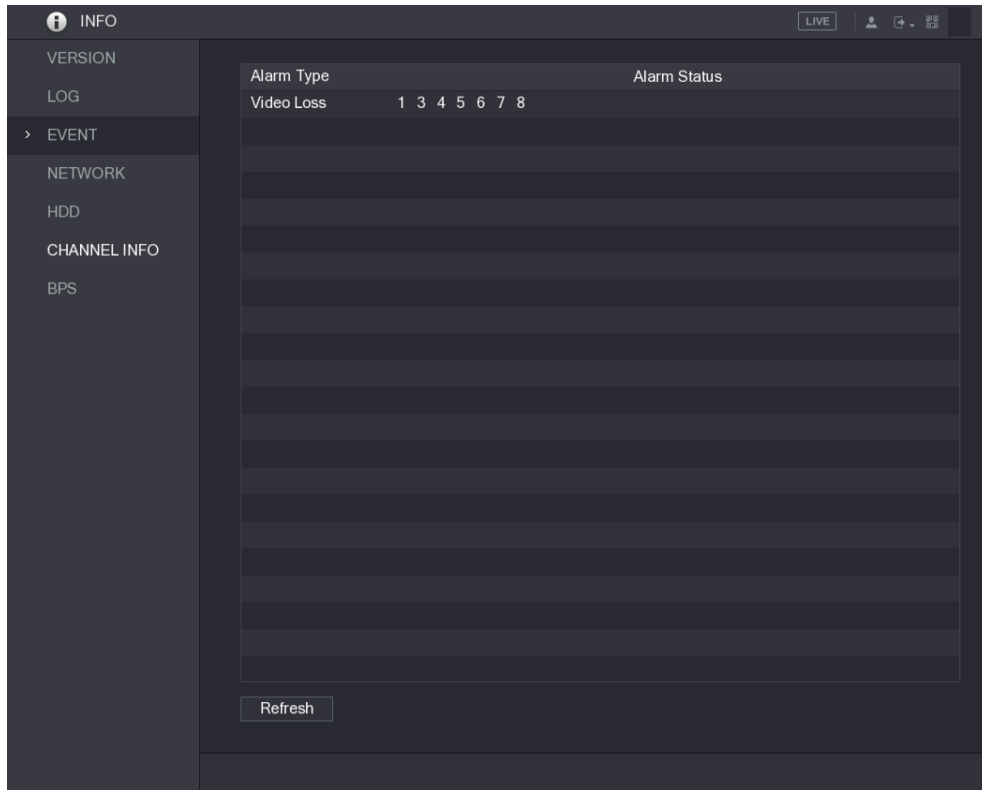 INFO
LIVE
VERSION
LOG
> EVENT
NETWORK
HDD
CHANNEL INFO
BPS
Alarm Type Alarm Status
Video Loss 1 3 4 5 6 7 8
Refresh